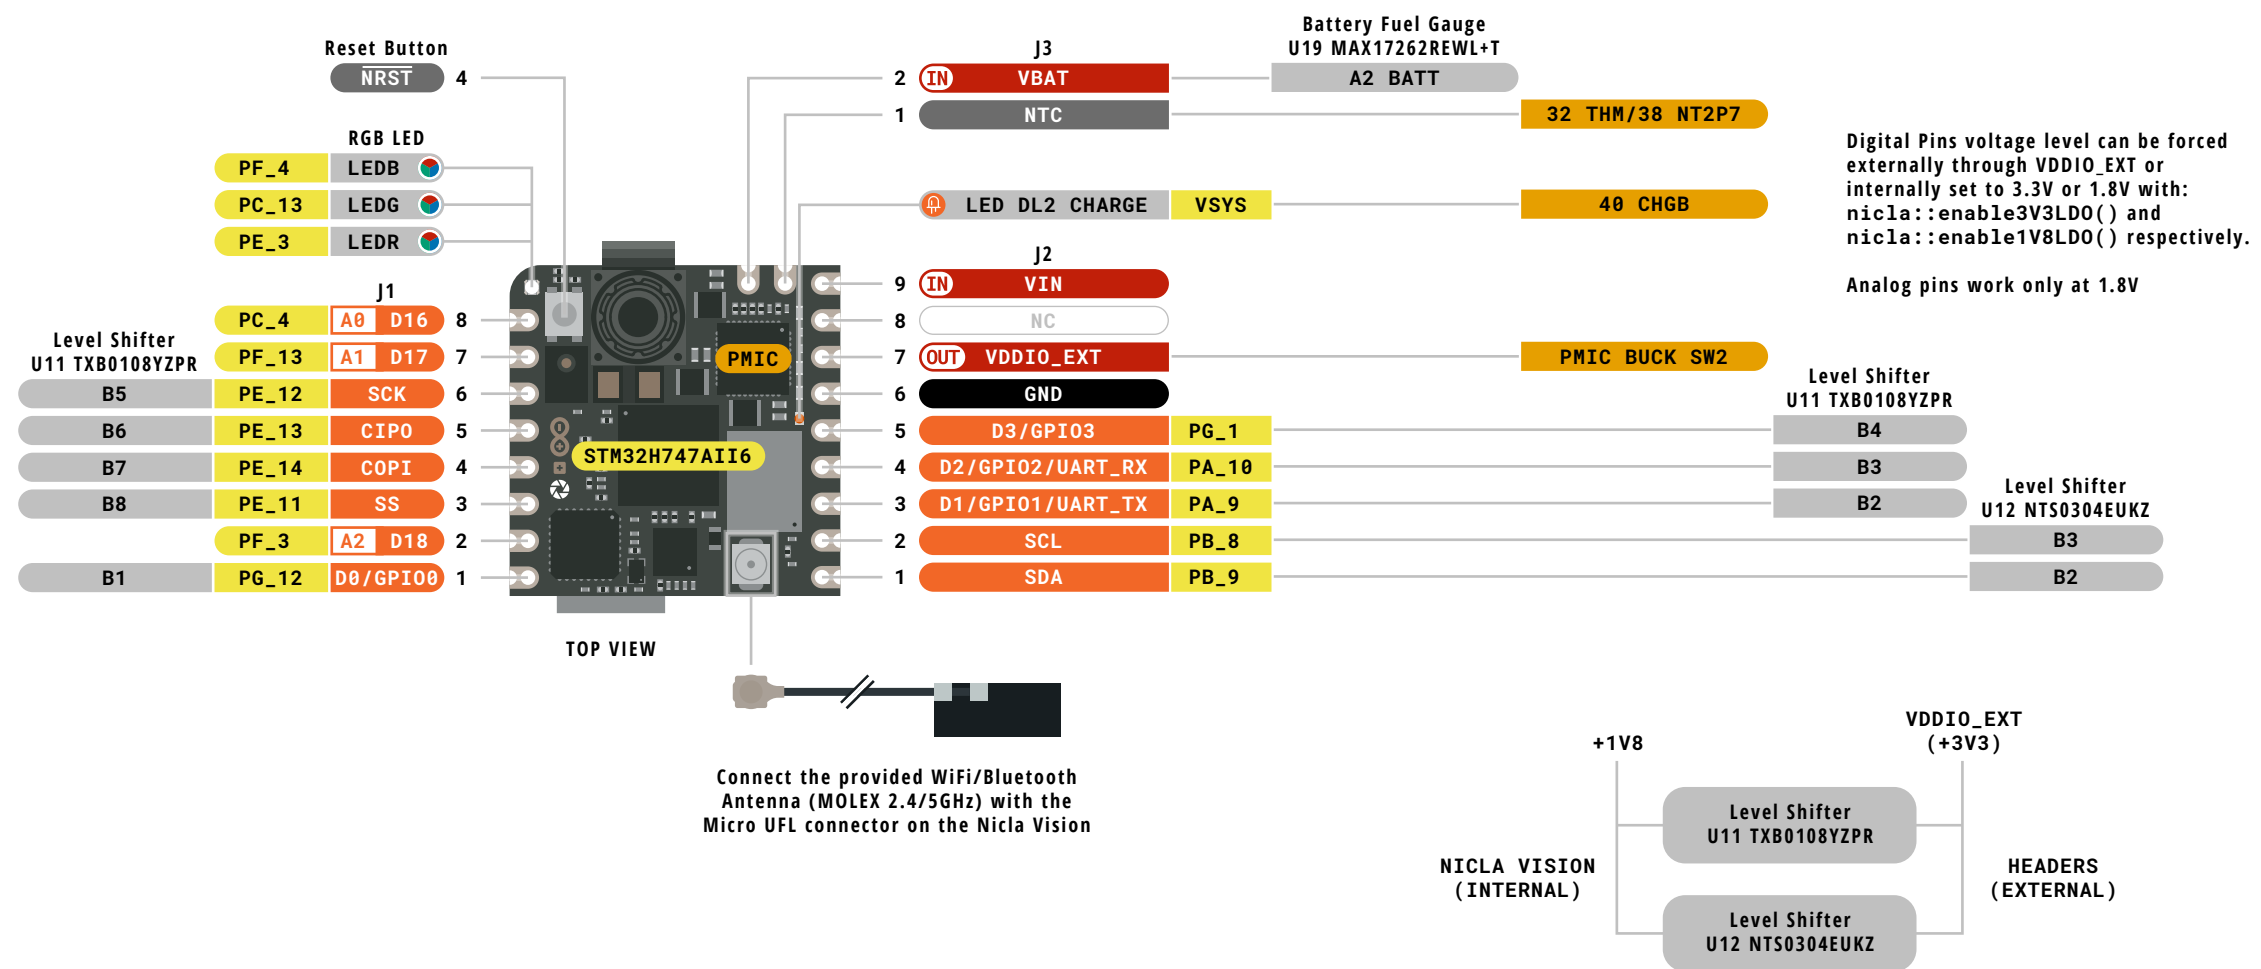 Reset Button
NRST 4
RGB LED
PF_4 LEDB
PC_13 LEDG
PE_3 LEDR
J1
PC_4 A0 D16 8
Level Shifter
U11 TXB0108YZPR
PF_13 A1 D17 7
B5 PE_12 SCK 6
B6 PE_13 CIPO 5
B7 PE_14 COPI 4
B8 PE_11 SS 3
PF_3 A2 D18 2
B1 PG_12 D0/GPIO0 1
PMIC
STM32H747AII6
TOP VIEW
Connect the provided WiFi/Bluetooth
Antenna (MOLEX 2.4/5GHz) with the
Micro UFL connector on the Nicla Vision
J3
Battery Fuel Gauge
U19 MAX17262REWL+T
2 IN VBAT A2 BATT
1 NTC 32 THM/38 NT2P7
LED DL2 CHARGE VSYS 40 CHGB
J2
9 IN VIN
8 NC
7 OUT VDDIO_EXT PMIC BUCK SW2
6 GND
Level Shifter
U11 TXB0108YZPR
5 D3/GPIO3 PG_1 B4
4 D2/GPIO2/UART_RX PA_10 B3
3 D1/GPIO1/UART_TX PA_9 B2
Level Shifter
U12 NTS0304EUKZ
2 SCL PB_8 B3
1 SDA PB_9 B2
Digital Pins voltage level can be forced
externally through VDDIO_EXT or
internally set to 3.3V or 1.8V with:
nicla::enable3V3LDO() and
nicla::enable1V8LDO() respectively.
Analog pins work only at 1.8V
+1V8
VDDIO_EXT
(+3V3)
Level Shifter
U11 TXB0108YZPR
NICLA VISION
(INTERNAL)
HEADERS
(EXTERNAL)
Level Shifter
U12 NTS0304EUKZ